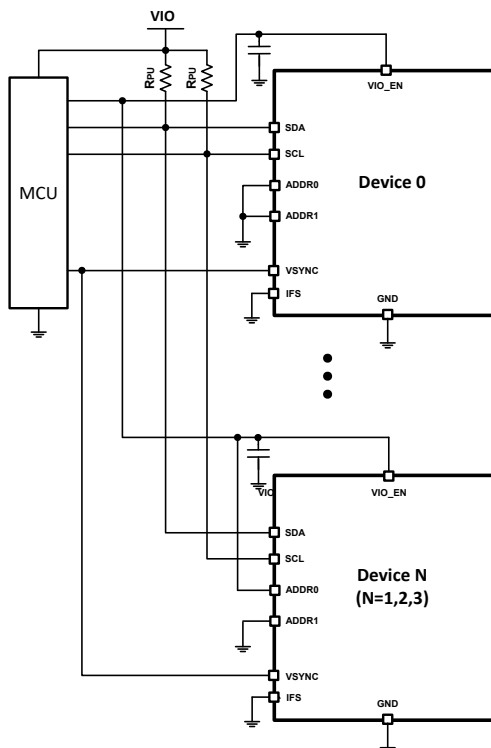 VIO
RPU
RPU
VIO_EN
MCU
SDA
SCL
ADDR0
ADDR1
VSYNC
IFS
GND
Device 0
VIO
VIO_EN
SDA
SCL
ADDR0
ADDR1
VSYNC
IFS
GND
Device N
(N=1,2,3)